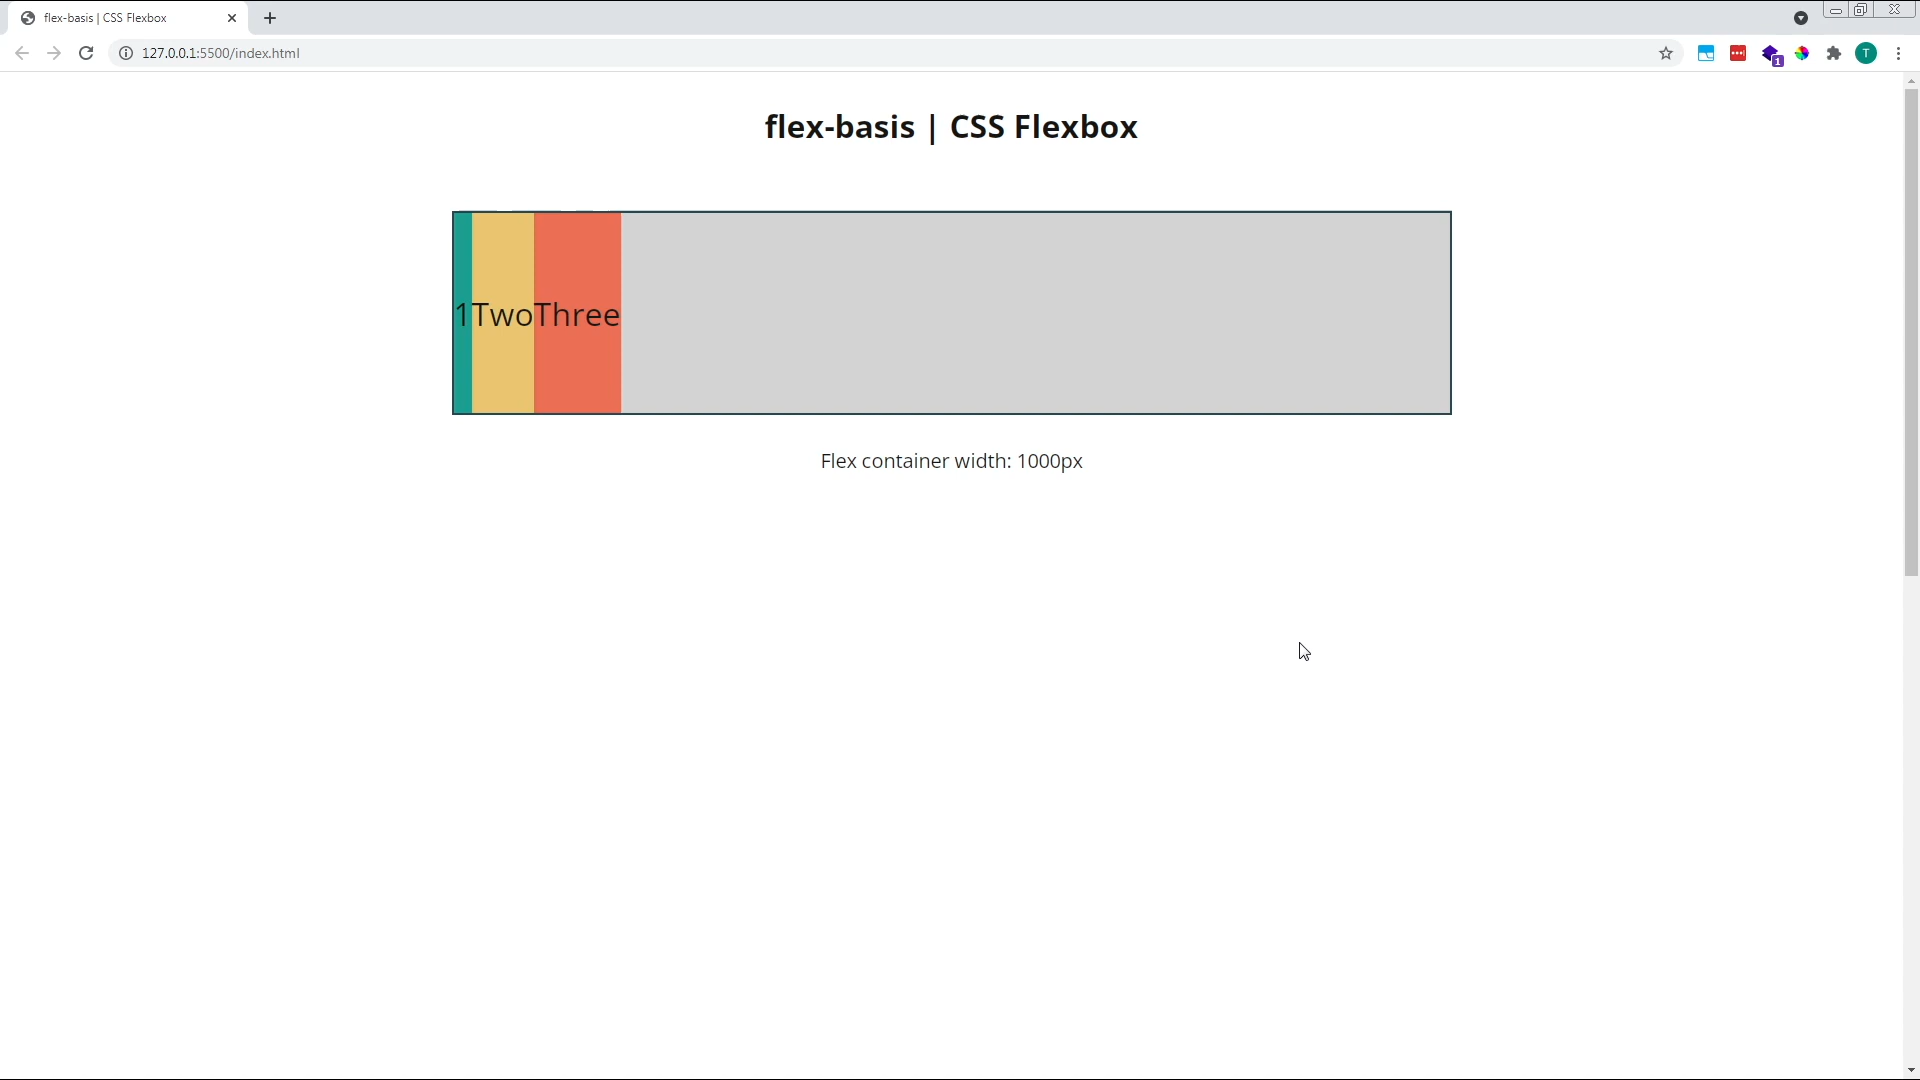 flex-basis | CSS Flexbox
127.0.0.1:5500/index.html
1
T
flex-basis | CSS Flexbox
1TwoThree
Flex container width: 1000px